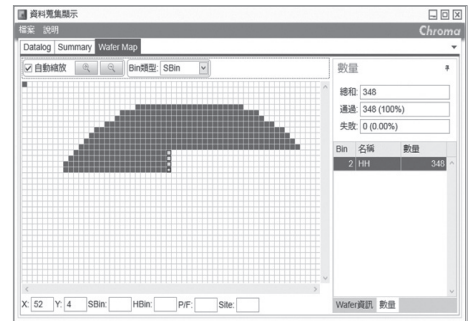 資料蒐集顯示
檔案 說明
Chroma
Datalog Summary Wafer Map
自動縮放 Bin類型: SBin
數量
總和: 348
通過: 348 (100%)
失敗: 0 (0.00%)
Bin 名稱 數量
2 HH 348
X: 52 Y: 4 SBin: HBin: P/F: Site:
Wafer資訊 數量